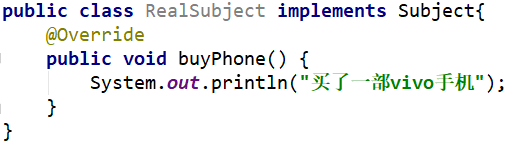 public class RealSubject implements Subject{
    @Override
    public void buyPhone() {
        System.out.println("买了一部vivo手机");
    }
}